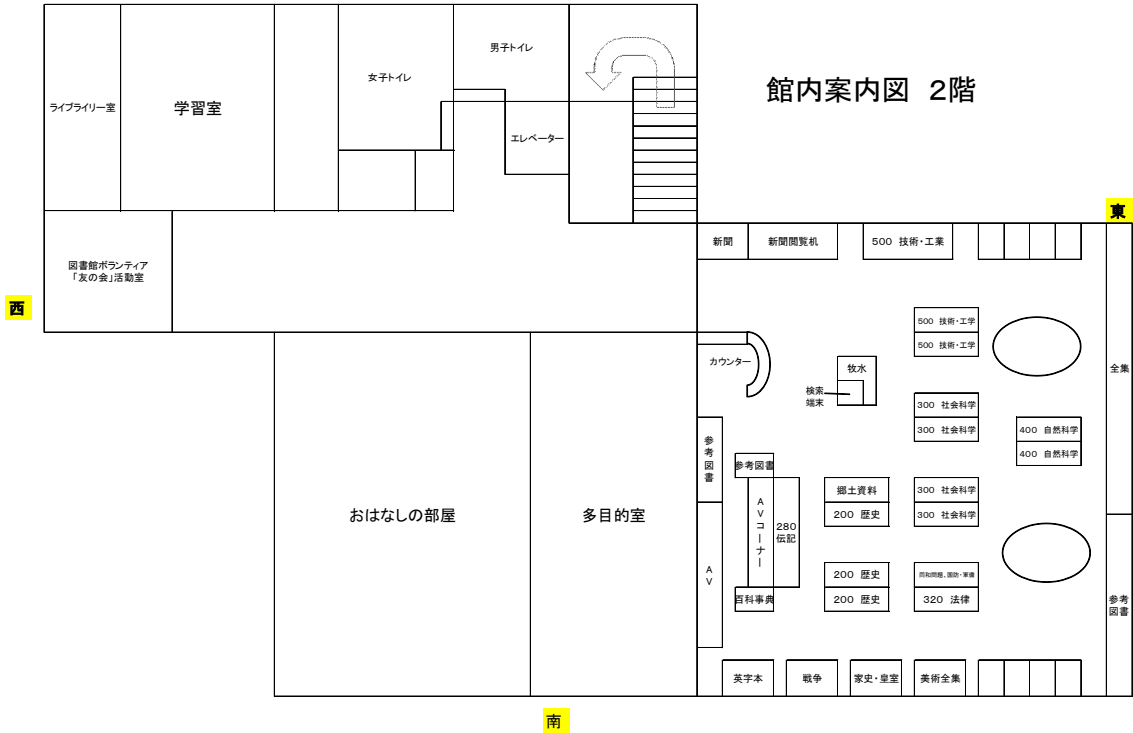 館内案内図 2階
男子トイレ
女子トイレ
ライブライリー室
学習室
エレベーター
東
新聞
新聞閲覧机
500 技術・工業
図書館ボランティア
「友の会」活動室
西
500 技術・工学
500 技術・工学
カウンター
牧水
検索
端末
全集
300 社会科学
300 社会科学
400 自然科学
400 自然科学
参考図書
参考図書
郷土資料
200 歴史
300 社会科学
300 社会科学
AVコーナー
280
伝記
おはなしの部屋
多目的室
AV
200 歴史
200 歴史
同和問題、国防・軍備
320 法律
百科事典
参考
図書
英字本
戦争
家史・皇室
美術全集
南